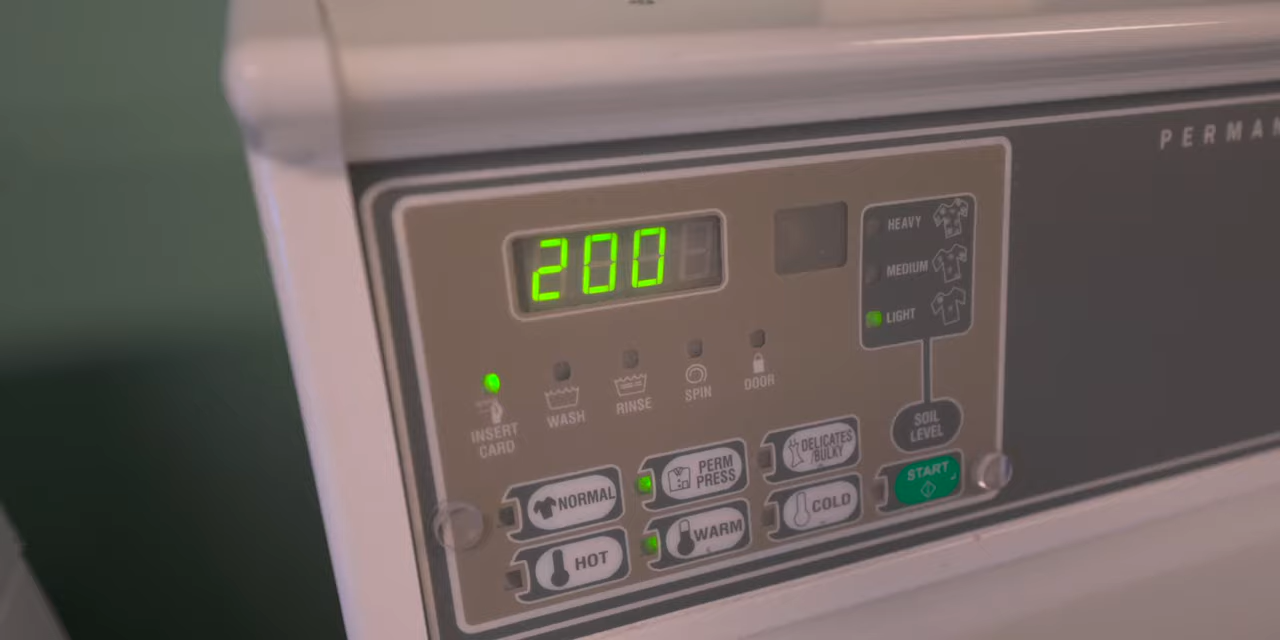 PERMAN
200
HEAVY
MEDIUM
LIGHT
INSERT
CARD
WASH
RINSE
SPIN
DOOR
SOIL
LEVEL
NORMAL
PERM
PRESS
DELICATES
/BULKY
HOT
WARM
COLD
START